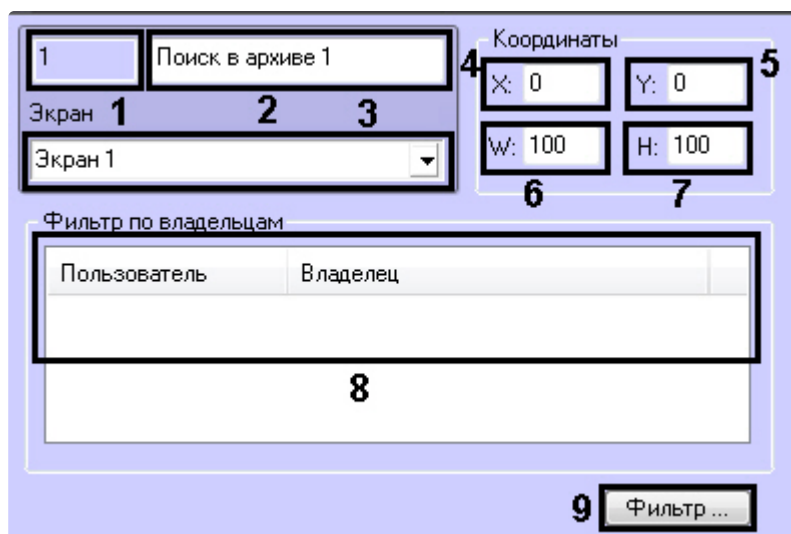 1 Поиск в архиве 1
Экран 1 2 3
Экран 1
Координаты
4 X: 0 Y: 0 5
W: 100 H: 100
6 7
Фильтр по владельцам
Пользователь Владелец
8
9 Фильтр ...